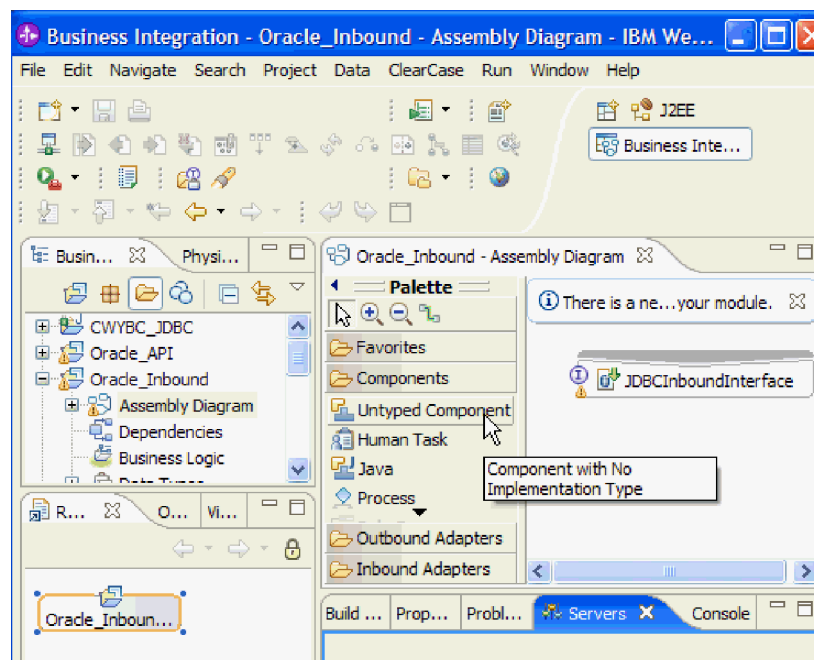 Business Integration - Oracle_Inbound - Assembly Diagram - IBM We...
File Edit Navigate Search Project Data ClearCase Run Window Help
J2EE
Business Inte...
Busin... Physi...
CWYBC_JDBC
Oracle_API
Oracle_Inbound
Assembly Diagram
Dependencies
Business Logic
Data Types
R... O... Vi...
Oracle_Inboun...
Oracle_Inbound - Assembly Diagram
Palette
Favorites
Components
Untyped Component
Human Task
Java
Process
Outbound Adapters
Inbound Adapters
There is a ne...your module.
JDBCInboundInterface
Component with No
Implementation Type
Build ... Prop... Probl... Servers Console